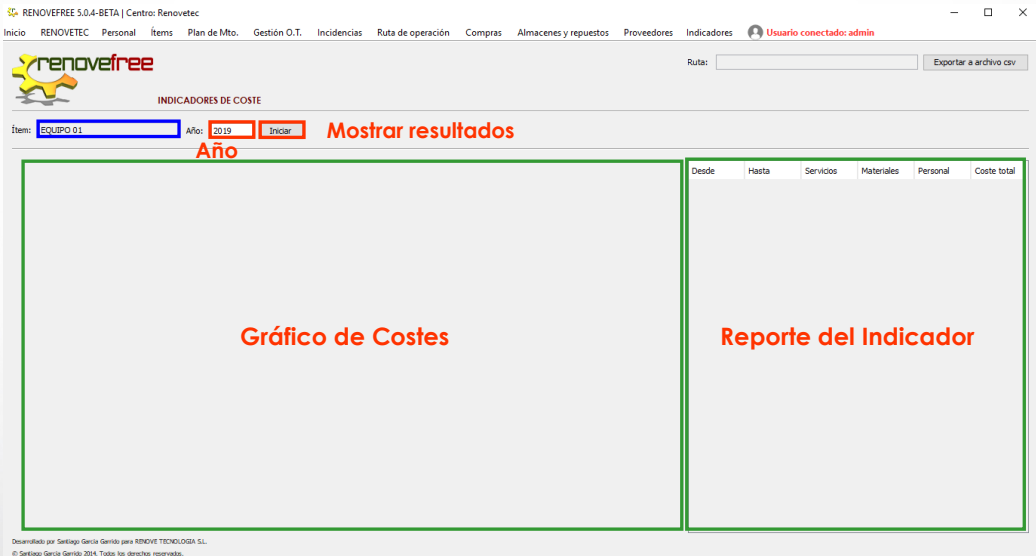 RENOVEFREE 5.0.4-BETA | Centro: Renovetec
Inicio RENOVETEC Personal Ítems Plan de Mto. Gestión O.T. Incidencias Ruta de operación Compras Almacenes y repuestos Proveedores Indicadores Usuario conectado: admin
renovefree
Ruta: Exportar a archivo csv
INDICADORES DE COSTE
Ítem: EQUIPO 01 Año: 2019 Iniciar Mostrar resultados
Año
Desde Hasta Servicios Materiales Personal Coste total
Gráfico de Costes
Reporte del Indicador
Desarrollado por Santiago García Garrido para RENOVE TECNOLOGIA S.L.
© Santiago García Garrido 2014. Todos los derechos reservados.